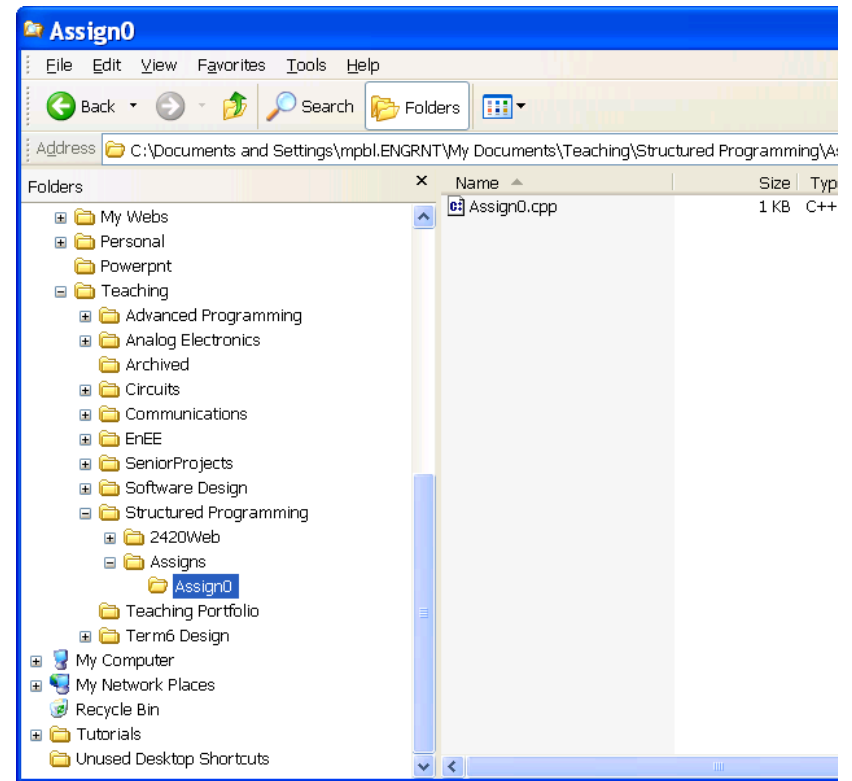 Assign0
File Edit View Favorites Tools Help
Back Search Folders
Address C:\Documents and Settings\mpbl.ENGRNT\My Documents\Teaching\Structured Programming\A
Folders × Name Size Typ
My Webs
Assign0.cpp 1 KB C++
Personal
Powerpnt
Teaching
Advanced Programming
Analog Electronics
Archived
Circuits
Communications
EnEE
SeniorProjects
Software Design
Structured Programming
2420Web
Assigns
Assign0
Teaching Portfolio
Term6 Design
My Computer
My Network Places
Recycle Bin
Tutorials
Unused Desktop Shortcuts